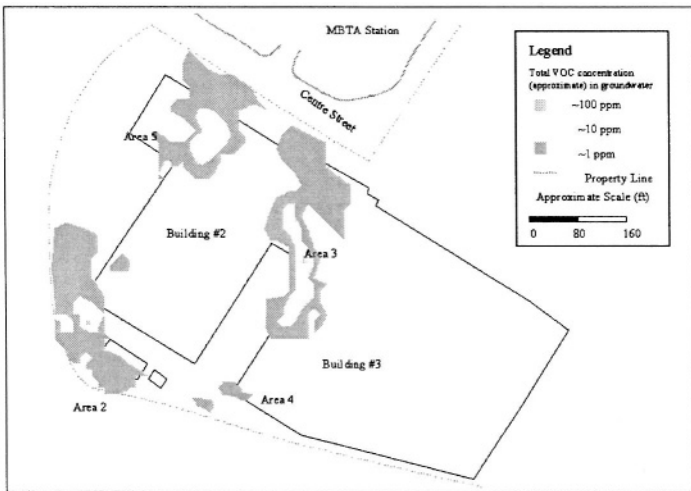 MBTA Station
Centre Street
Area 5
Building #2
Area 3
Building #3
Area 4
Area 2
Legend
Total VOC concentration
(approximate) in groundwater
~100 ppm
~10 ppm
~1 ppm
Property Line
Approximate Scale (ft)
0 80 160